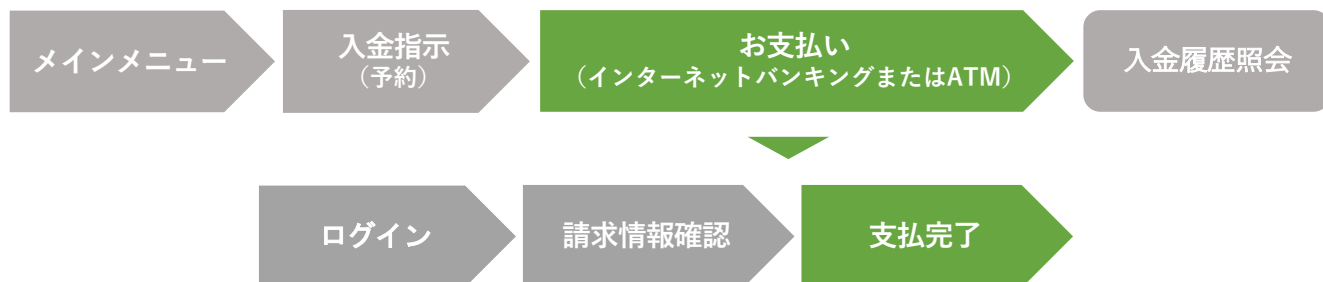 メインメニュー
入金指示
（予約）
お支払い
（インターネットバンキングまたはATM）
入金履歴照会
ログイン
請求情報確認
支払完了